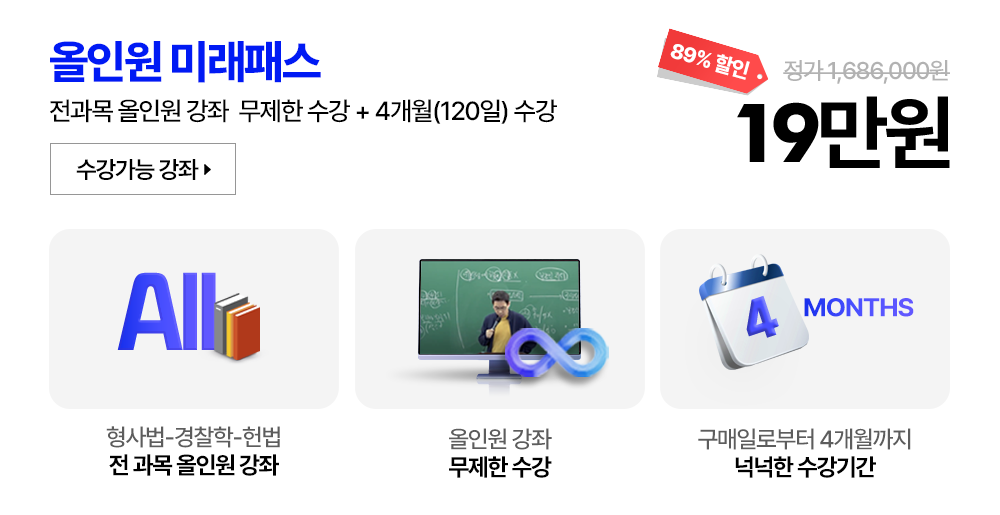 올인원 미래패스
89% 할인
정가 1,686,000원
전과목 올인원 강좌 무제한 수강 + 4개월(120일) 수강
19만원
수강가능 강좌
All
4
MONTHS
형사법-경찰학-헌법
전 과목 올인원 강좌
올인원 강좌
무제한 수강
구매일로부터 4개월까지
넉넉한 수강기간